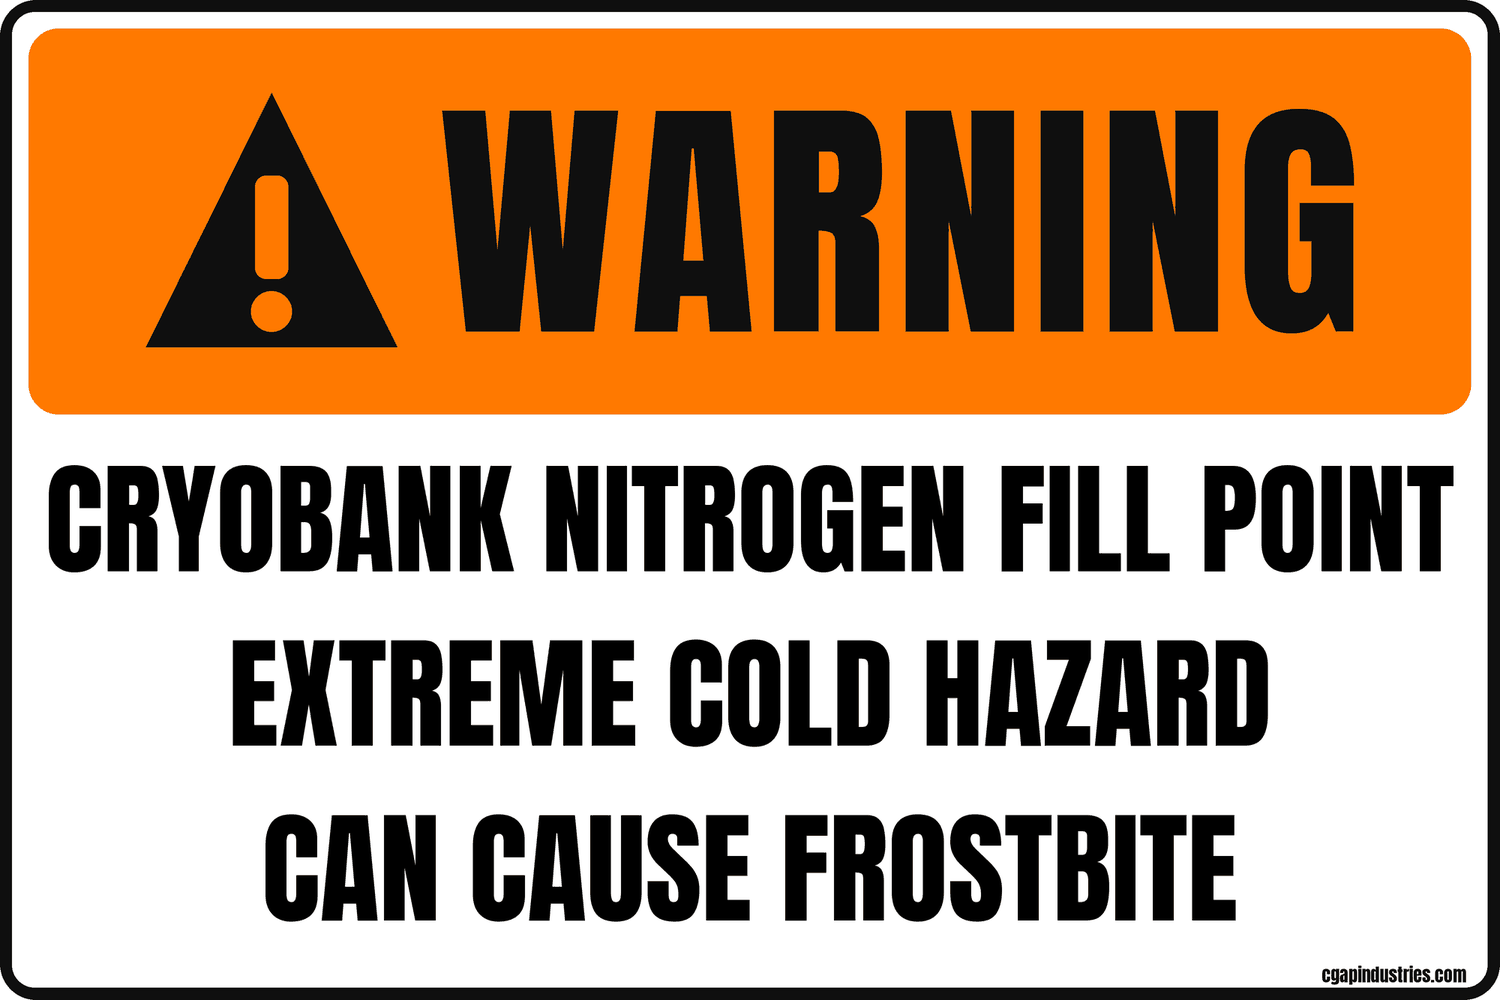 WARNING
CRYOBANK NITROGEN FILL POINT
EXTREME COLD HAZARD
CAN CAUSE FROSTBITE
cgapindustries.com